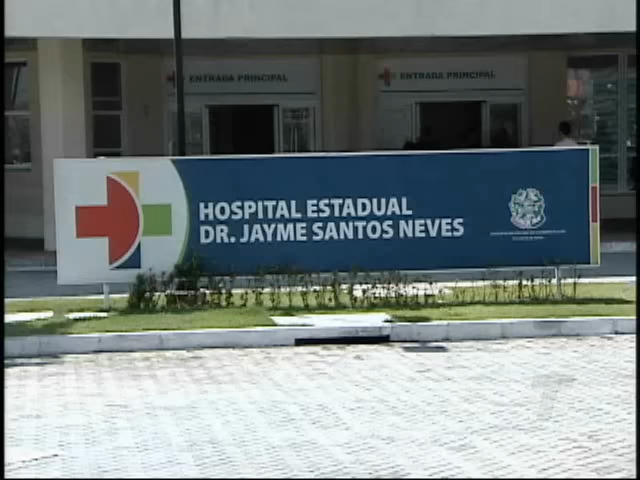 ENTRADA PRINCIPAL
ENTRADA PRINCIPAL
HOSPITAL ESTADUAL
DR. JAYME SANTOS NEVES